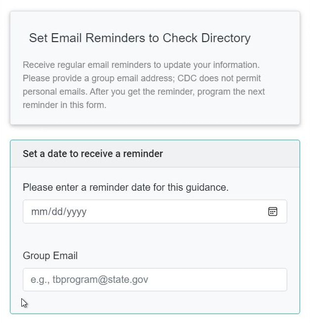 Set Email Reminders to Check Directory
Receive regular email reminders to update your information.
Please provide a group email address; CDC does not permit
personal emails. After you get the reminder, program the next
reminder in this form.
Set a date to receive a reminder
Please enter a reminder date for this guidance.
mm/dd/yyyy
Group Email
e.g., tbprogram@state.gov